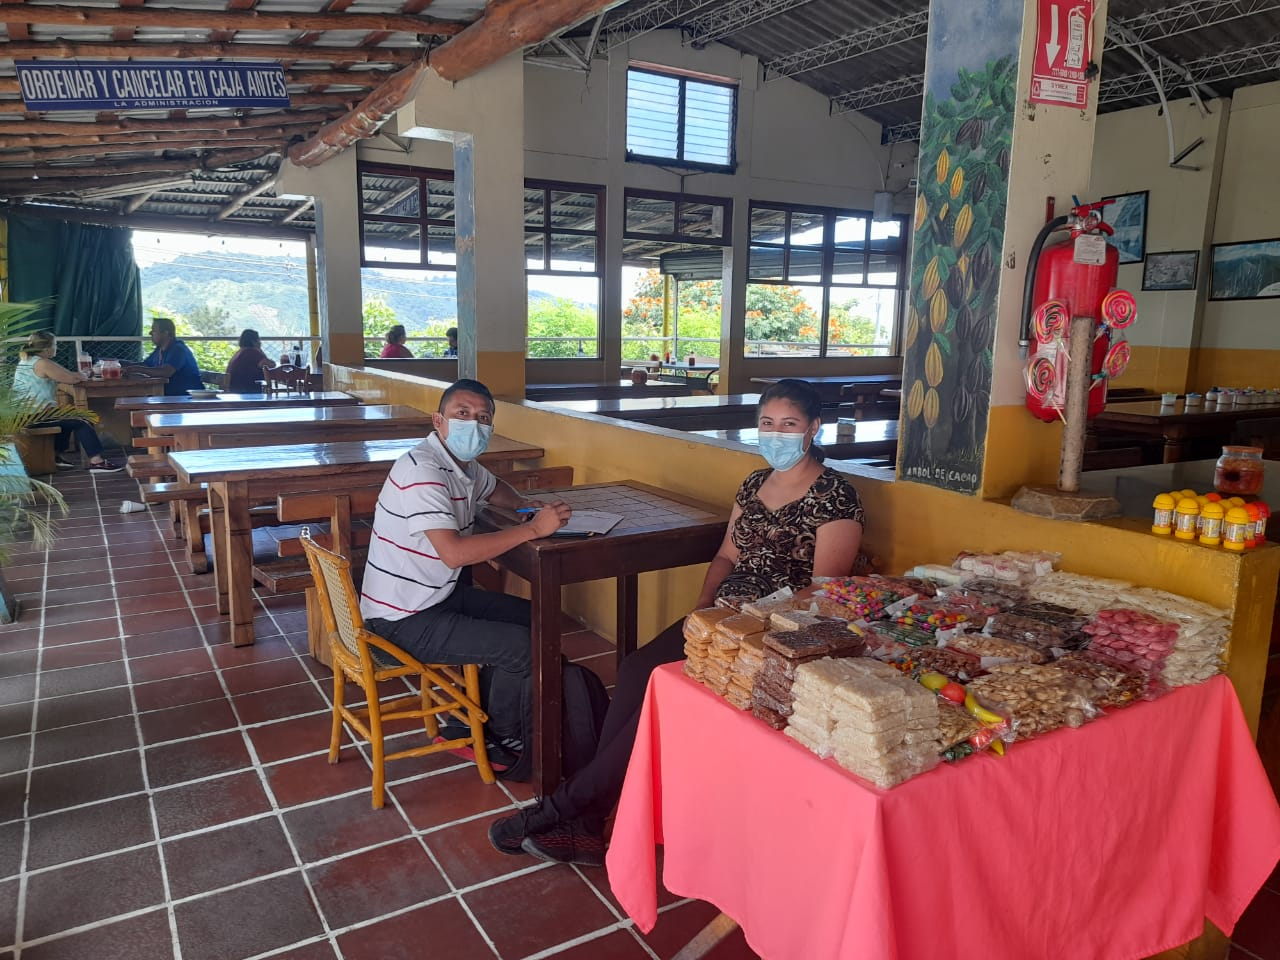 ORDENAR Y CANCELAR EN CAJA ANTES
LA ADMINISTRACION
ARBOL DE CACAO